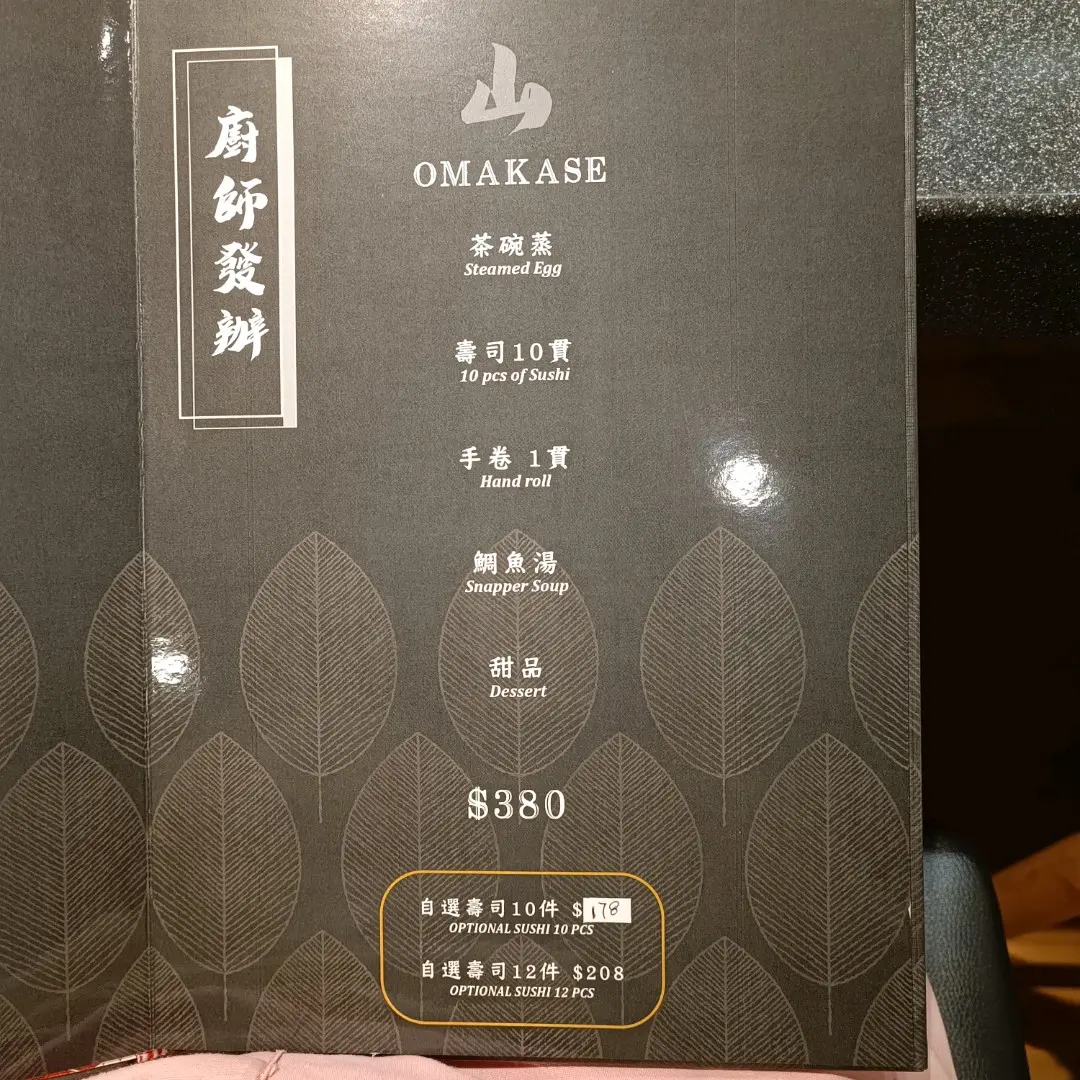 廚師發辦
山
OMAKASE
茶碗蒸
Steamed Egg
壽司10貫
10 pcs of Sushi
手卷 1貫
Hand roll
鯛魚湯
Snapper Soup
甜品
Dessert
$380
自選壽司10件 $178
OPTIONAL SUSHI 10 PCS
自選壽司12件 $208
OPTIONAL SUSHI 12 PCS